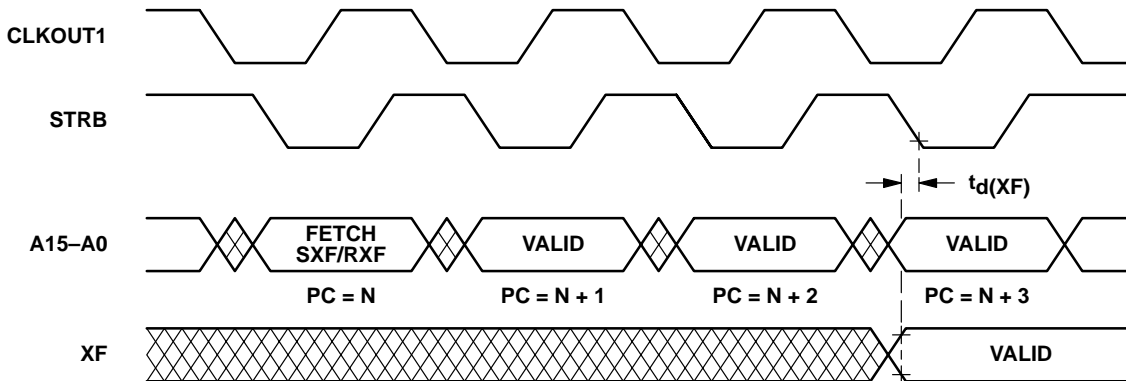 CLKOUT1
STRB
td(XF)
A15–A0
FETCH
SXF/RXF
VALID
VALID
VALID
PC = N
PC = N + 1
PC = N + 2
PC = N + 3
XF
VALID